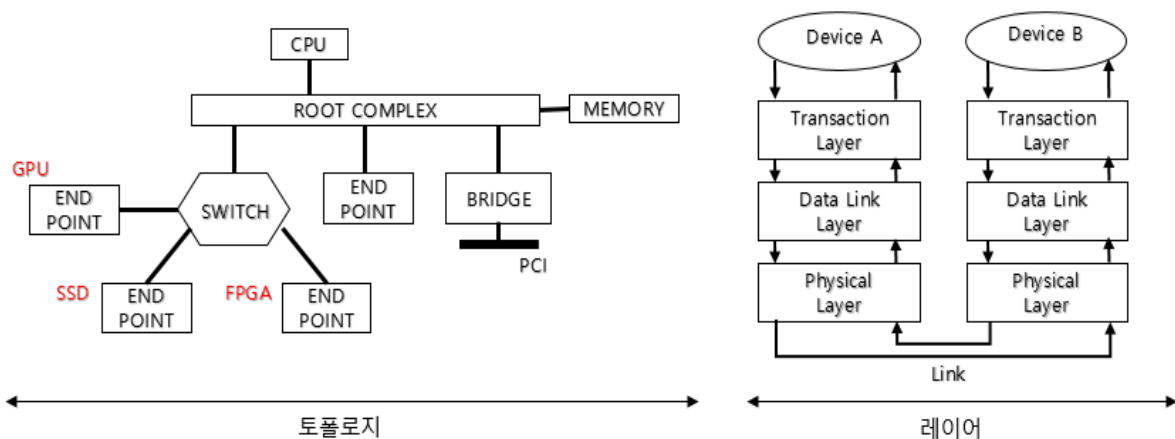 CPU
ROOT COMPLEX
MEMORY
GPU
END
POINT
SWITCH
END
POINT
BRIDGE
PCI
SSD
END
POINT
FPGA
END
POINT
토폴로지
Device A
Device B
Transaction
Layer
Transaction
Layer
Data Link
Layer
Data Link
Layer
Physical
Layer
Physical
Layer
Link
레이어